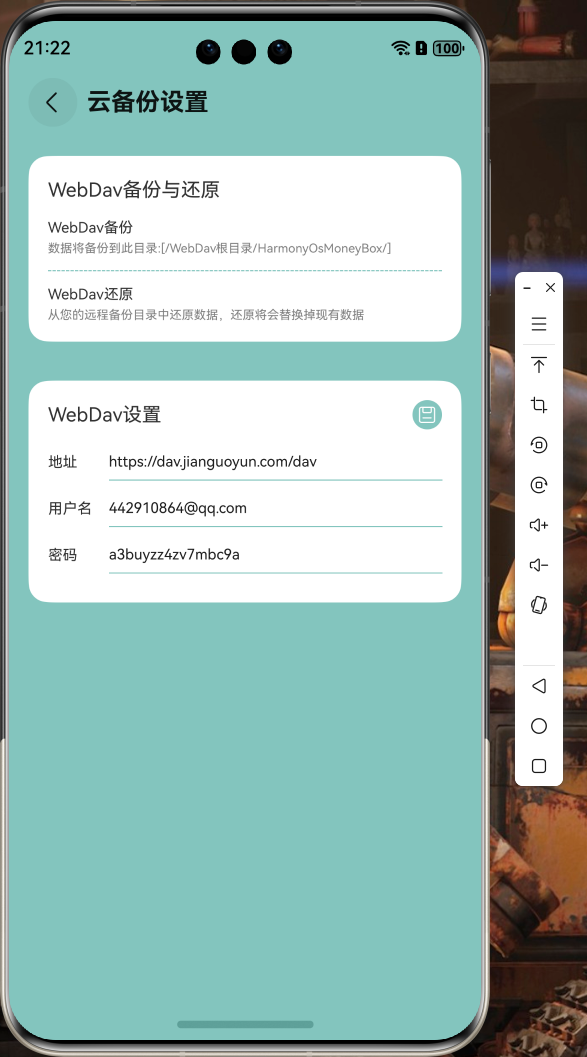 21:22
100
云备份设置
WebDav备份与还原
WebDav备份
数据将备份到此目录:[/WebDav根目录/HarmonyOsMoneyBox/]
WebDav还原
从您的远程备份目录中还原数据，还原将会替换掉现有数据
WebDav设置
地址 https://dav.jianguoyun.com/dav
用户名 442910864@qq.com
密码 a3buyzz4zv7mbc9a